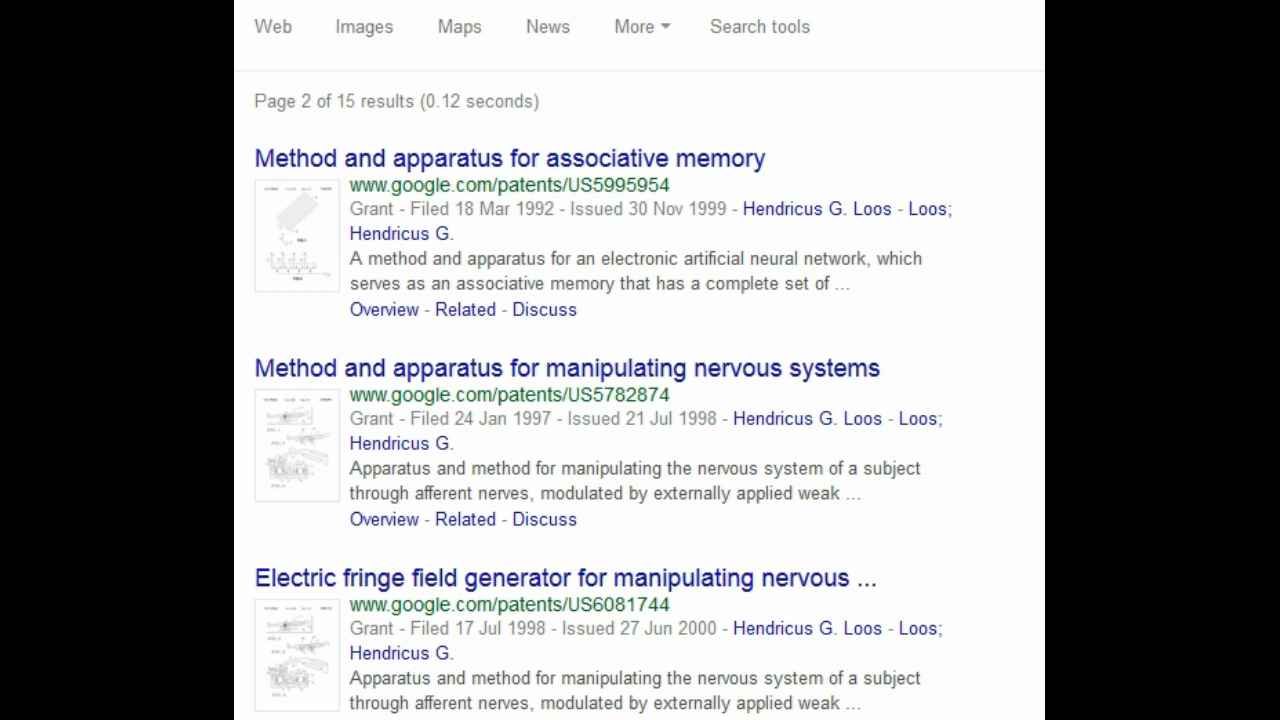 Web Images Maps News More Search tools
Page 2 of 15 results (0.12 seconds)
Method and apparatus for associative memory
www.google.com/patents/US5995954
Grant - Filed 18 Mar 1992 - Issued 30 Nov 1999 - Hendricus G. Loos - Loos;
Hendricus G.
A method and apparatus for an electronic artificial neural network, which
serves as an associative memory that has a complete set of ...
Overview - Related - Discuss
Method and apparatus for manipulating nervous systems
www.google.com/patents/US5782874
Grant - Filed 24 Jan 1997 - Issued 21 Jul 1998 - Hendricus G. Loos - Loos;
Hendricus G.
Apparatus and method for manipulating the nervous system of a subject
through afferent nerves, modulated by externally applied weak ...
Overview - Related - Discuss
Electric fringe field generator for manipulating nervous ...
www.google.com/patents/US6081744
Grant - Filed 17 Jul 1998 - Issued 27 Jun 2000 - Hendricus G. Loos - Loos;
Hendricus G.
Apparatus and method for manipulating the nervous system of a subject
through afferent nerves, modulated by externally applied weak ...